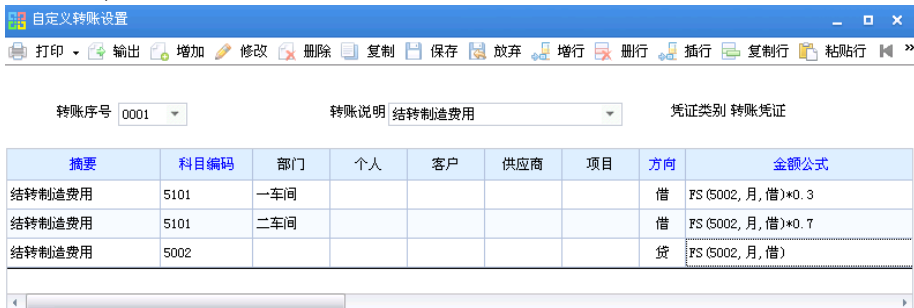 自定义转账设置
打印 输出 增加 修改 删除 复制 保存 放弃 增行 删行 插行 复制行 粘贴行
转账序号 0001 转账说明 结转制造费用 凭证类别 转账凭证
摘要 科目编码 部门 个人 客户 供应商 项目 方向 金额公式
结转制造费用 5101 一车间 借 FS(5002,月,借)*0.3
结转制造费用 5101 二车间 借 FS(5002,月,借)*0.7
结转制造费用 5002 贷 FS(5002,月,借)